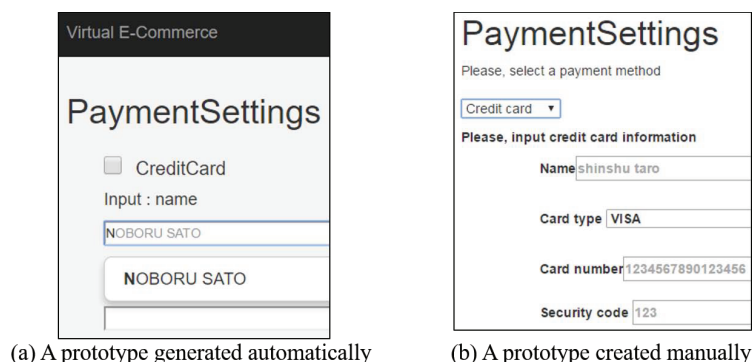 Virtual E-Commerce
PaymentSettings
CreditCard
Input : name
NOBORU SATO
NOBORU SATO
(a) A prototype generated automatically
PaymentSettings
Please, select a payment method
Credit card
Please, input credit card information
Name shinshu taro
Card type VISA
Card number 1234567890123456
Security code 123
(b) A prototype created manually